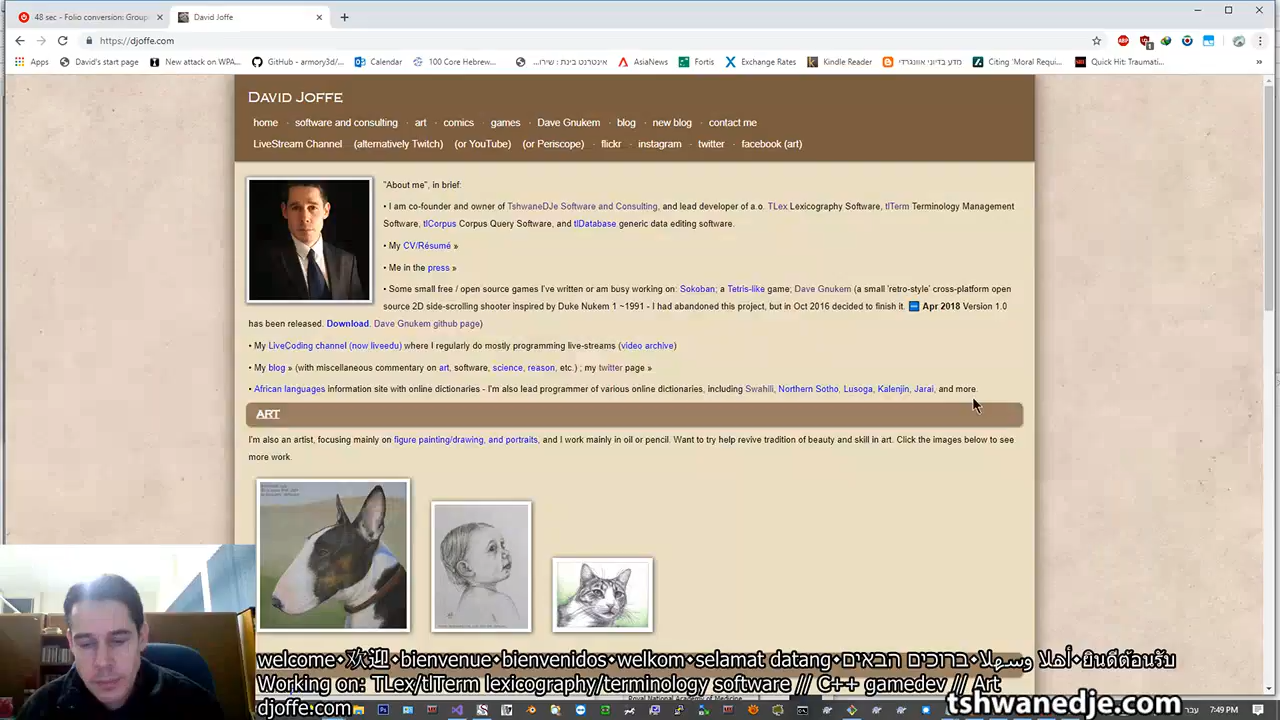 48 sec - Folio conversion: Group
David Joffe
https://djoffe.com
Apps David's start page New attack on WPA... GitHub - armory3d/... Calendar 100 Core Hebrew... אינטרנט בינת : שירו... AsiaNews Fortis Exchange Rates Kindle Reader מדע בדיוני אוונגרדי Citing 'Moral Requi... Quick Hit: Traumati... »
DAVID JOFFE
home · software and consulting · art · comics · games · Dave Gnukem · blog · new blog · contact me
LiveStream Channel (alternatively Twitch) (or YouTube) (or Periscope) · flickr · instagram · twitter · facebook (art)
"About me", in brief:
• I am co-founder and owner of TshwaneDJe Software and Consulting, and lead developer of a.o. TLex Lexicography Software, tlTerm Terminology Management
Software, tlCorpus Corpus Query Software, and tlDatabase generic data editing software.
• My CV/Résumé »
• Me in the press »
• Some small free / open source games I've written or am busy working on: Sokoban; a Tetris-like game; Dave Gnukem (a small 'retro-style' cross-platform open
source 2D side-scrolling shooter inspired by Duke Nukem 1 ~1991 - I had abandoned this project, but in Oct 2016 decided to finish it. Apr 2018 Version 1.0
has been released. Download. Dave Gnukem github page)
• My LiveCoding channel (now liveedu) where I regularly do mostly programming live-streams (video archive)
• My blog » (with miscellaneous commentary on art, software, science, reason, etc.) ; my twitter page »
• African languages information site with online dictionaries - I'm also lead programmer of various online dictionaries, including Swahili, Northern Sotho, Lusoga, Kalenjin, Jarai, and more.
ART
I'm also an artist, focusing mainly on figure painting/drawing, and portraits, and I work mainly in oil or pencil. Want to try help revive tradition of beauty and skill in art. Click the images below to see
more work.
welcome•欢迎•bienvenue•bienvenidos•welkom•selamat datang•ברוכים הבאים•أهلا وسهلا•ยินดีต้อนรับ
Working on: TLex/tlTerm lexicography/terminology software // C++ gamedev // Art
Royal National Academy of Medicine
djoffe.com
tshwanedje.com
עבר 7:49 PM